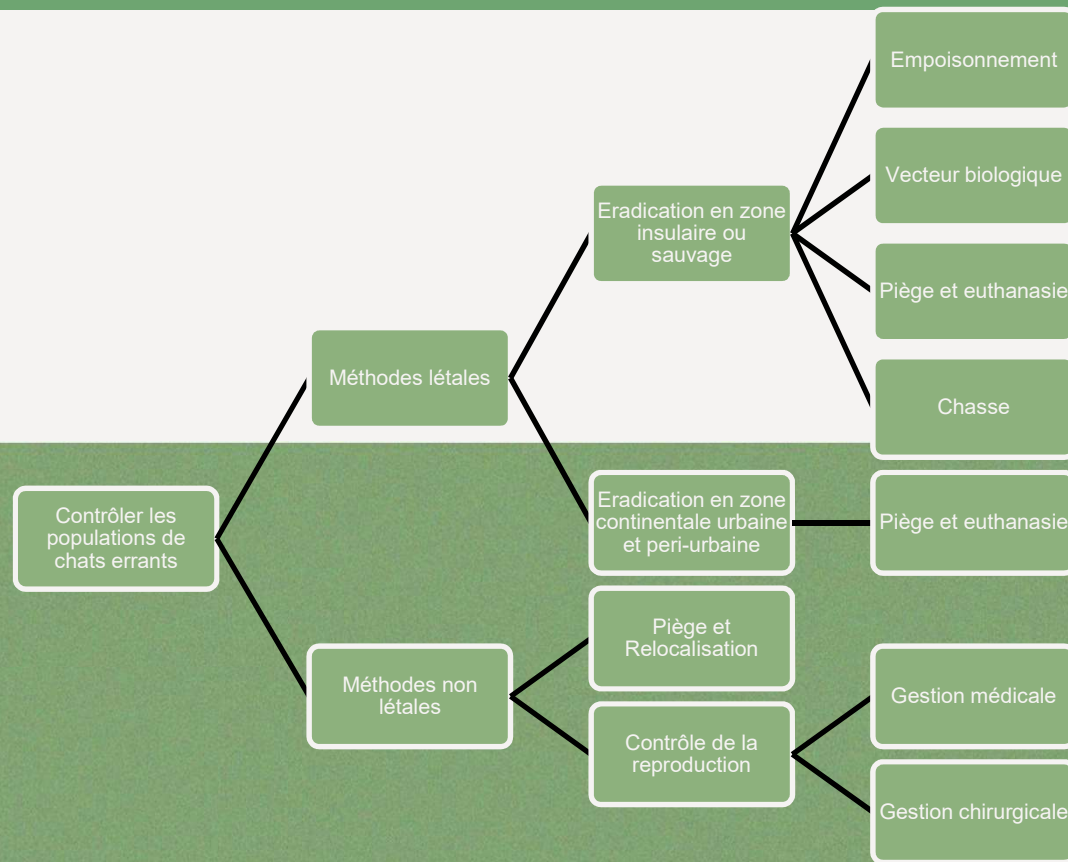 Contrôler les
populations de
chats errants
Méthodes létales
Eradication en zone
insulaire ou
sauvage
Empoisonnement
Vecteur biologique
Piège et euthanasie
Chasse
Eradication en zone
continentale urbaine
et peri-urbaine
Piège et euthanasie
Méthodes non
létales
Piège et
Relocalisation
Contrôle de la
reproduction
Gestion médicale
Gestion chirurgicale